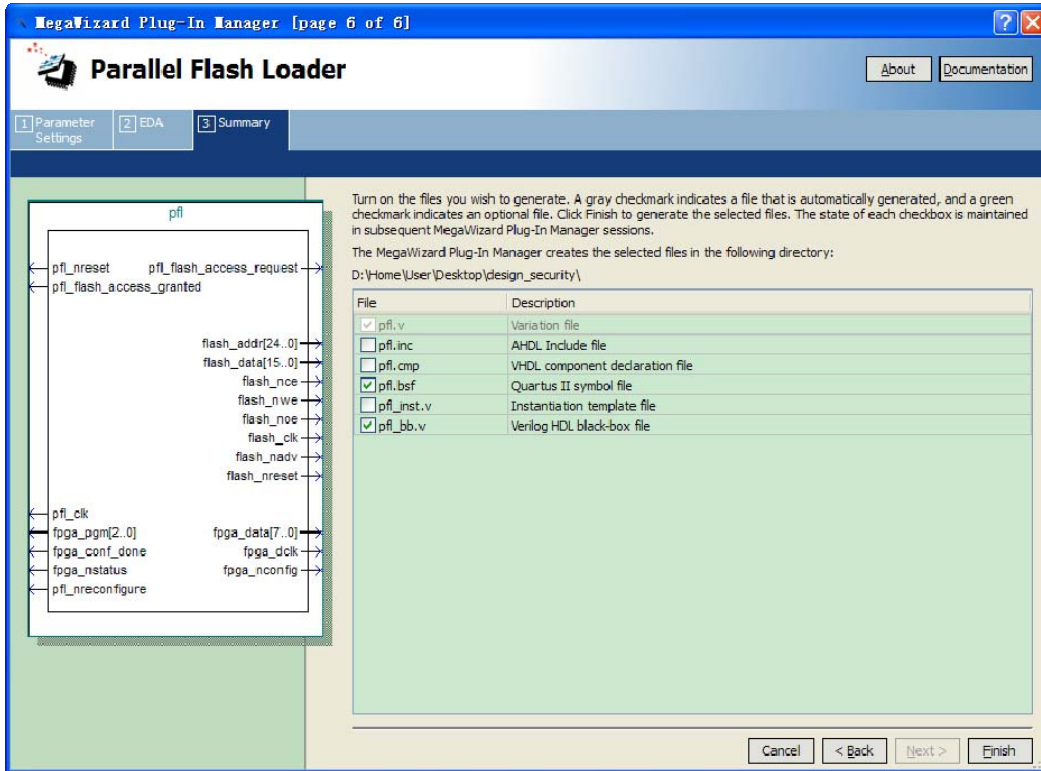 MegaWizard Plug-In Manager [page 6 of 6]
Parallel Flash Loader
About
Documentation
1 Parameter Settings
2 EDA
3 Summary
pfl
pfl_nreset pfl_flash_access_request
pfl_flash_access_granted
flash_addr[24..0]
flash_data[15..0]
flash_nce
flash_nwe
flash_noe
flash_clk
flash_nadv
flash_nreset
pfl_clk
fpga_pgm[2..0] fpga_data[7..0]
fpga_conf_done fpga_dclk
fpga_nstatus fpga_nconfig
pfl_nreconfigure
Turn on the files you wish to generate. A gray checkmark indicates a file that is automatically generated, and a green
checkmark indicates an optional file. Click Finish to generate the selected files. The state of each checkbox is maintained
in subsequent MegaWizard Plug-In Manager sessions.
The MegaWizard Plug-In Manager creates the selected files in the following directory:
D:\Home\User\Desktop\design_security\
File Description
pfl.v Variation file
pfl.inc AHDL Include file
pfl.cmp VHDL component declaration file
pfl.bsf Quartus II symbol file
pfl_inst.v Instantiation template file
pfl_bb.v Verilog HDL black-box file
Cancel
< Back
Next >
Finish